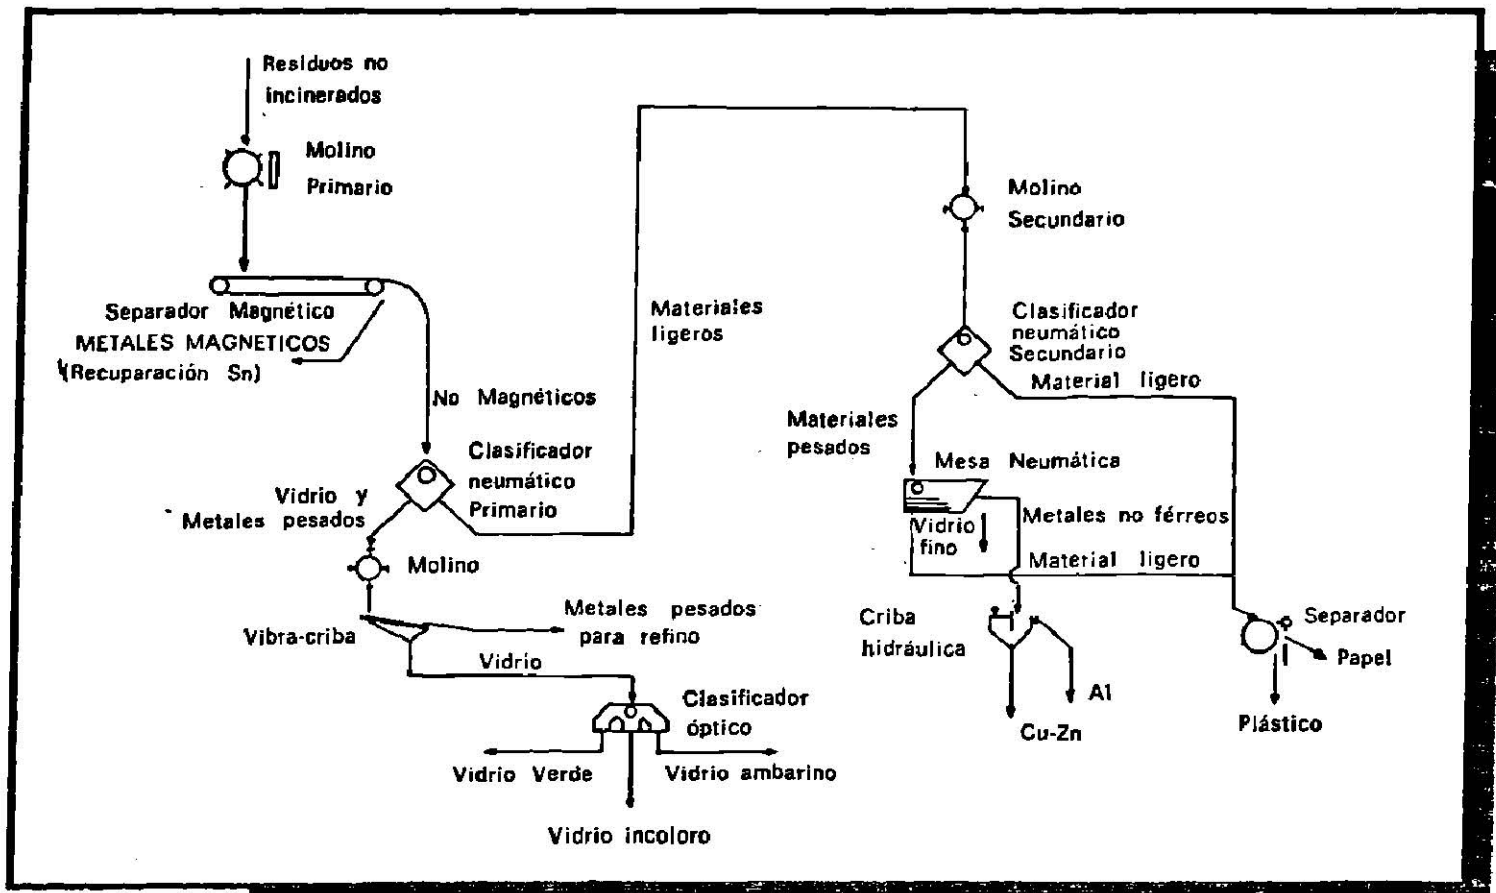 Resíduos no
incinerados
Molino
Primario
Separador Magnético
METALES MAGNETICOS
(Recuparación Sn)
No Magnéticos
Clasificador
neumático
Primario
Vidrio y
Metales pesados
Molino
Vibra-criba
Metales pesados
para refino
Vidrio
Clasificador
óptico
Vidrio Verde
Vidrio ambarino
Vidrio incoloro
Materiales
ligeros
Molino
Secundario
Clasificador
neumático
Secundario
Material ligero
Materiales
pesados
Mesa Neumática
Vidrio
fino
Metales no férreos
Material ligero
Criba
hidráulica
Al
Cu-Zn
Separador
Papel
Plástico